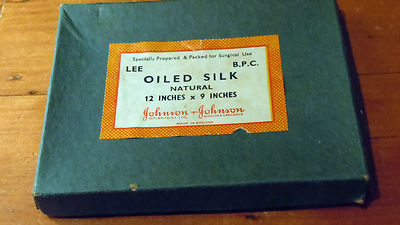 Specially Prepared & Packed for Surgical Use
LEE B.P.C.
OILED SILK
NATURAL
12 INCHES x 9 INCHES
Johnson + Johnson
MADE IN ENGLAND